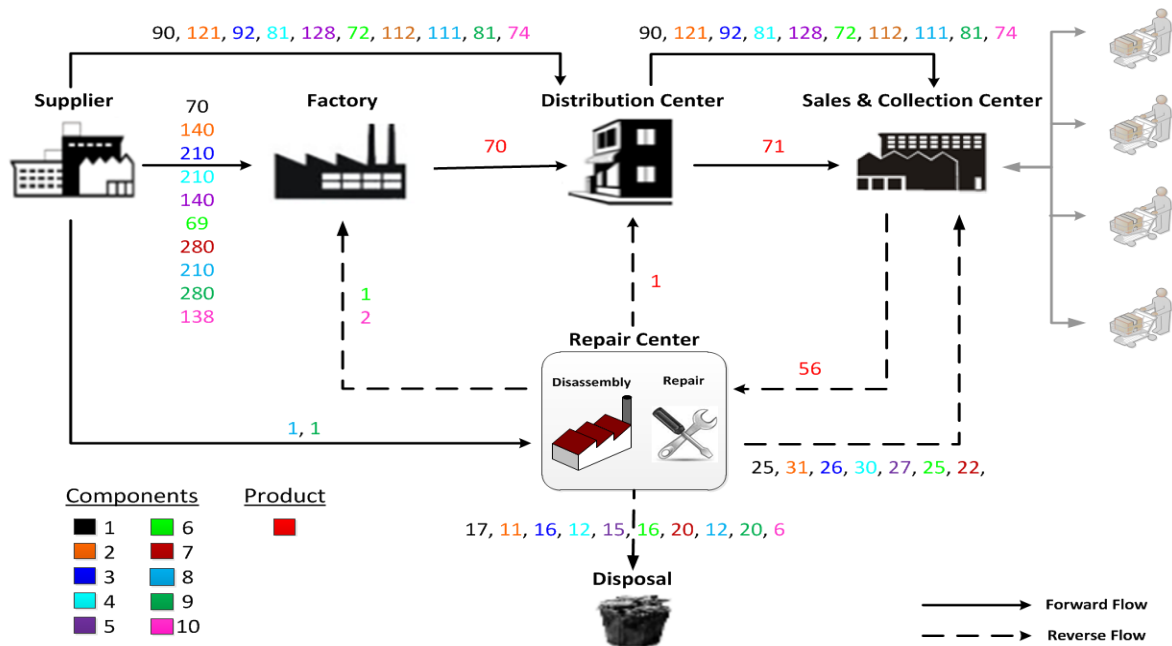 90, 121, 92, 81, 128, 72, 112, 111, 81, 74
90, 121, 92, 81, 128, 72, 112, 111, 81, 74
Supplier
Factory
Distribution Center
Sales & Collection Center
70
140
210
210
140
69
280
210
280
138
70
71
1
2
1
Repair Center
56
Disassembly
Repair
1, 1
25, 31, 26, 30, 27, 25, 22,
17, 11, 16, 12, 15, 16, 20, 12, 20, 6
Components
Product
1
6
2
7
3
8
4
9
5
10
Disposal
Forward Flow
Reverse Flow